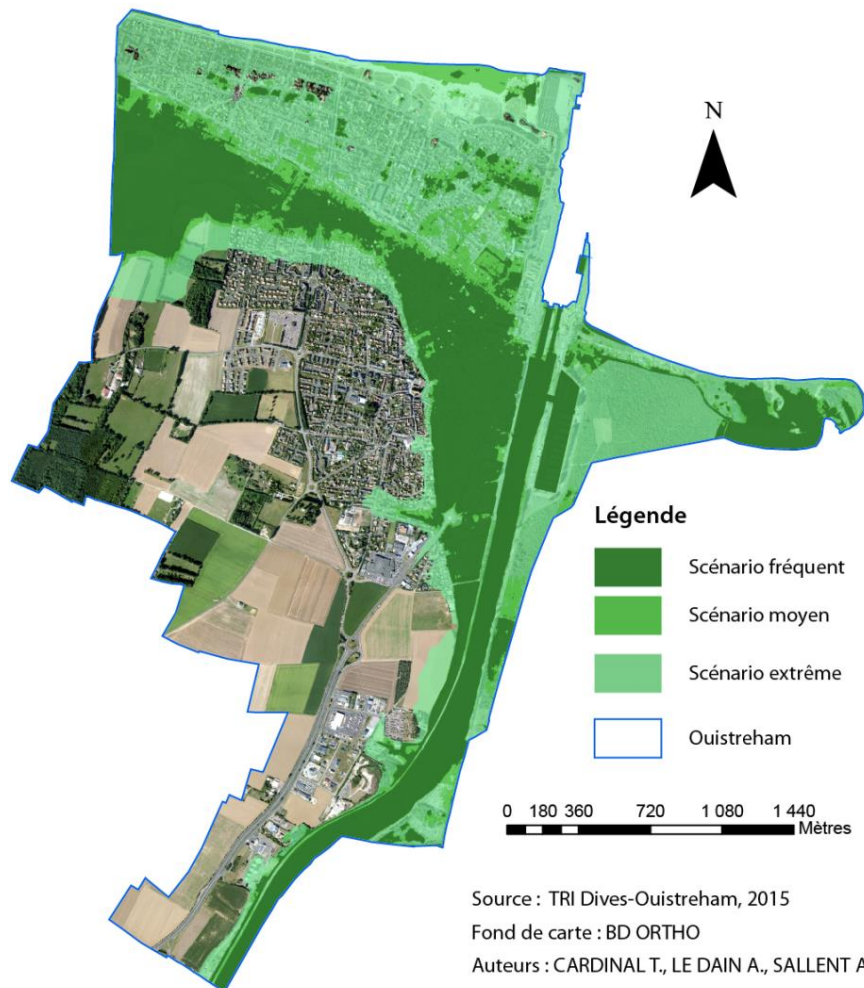 N
Légende
Scénario fréquent
Scénario moyen
Scénario extrême
Ouistreham
0 180 360 720 1 080 1 440
Mètres
Source : TRI Dives-Ouistreham, 2015
Fond de carte : BD ORTHO
Auteurs : CARDINAL T., LE DAIN A., SALLENT A